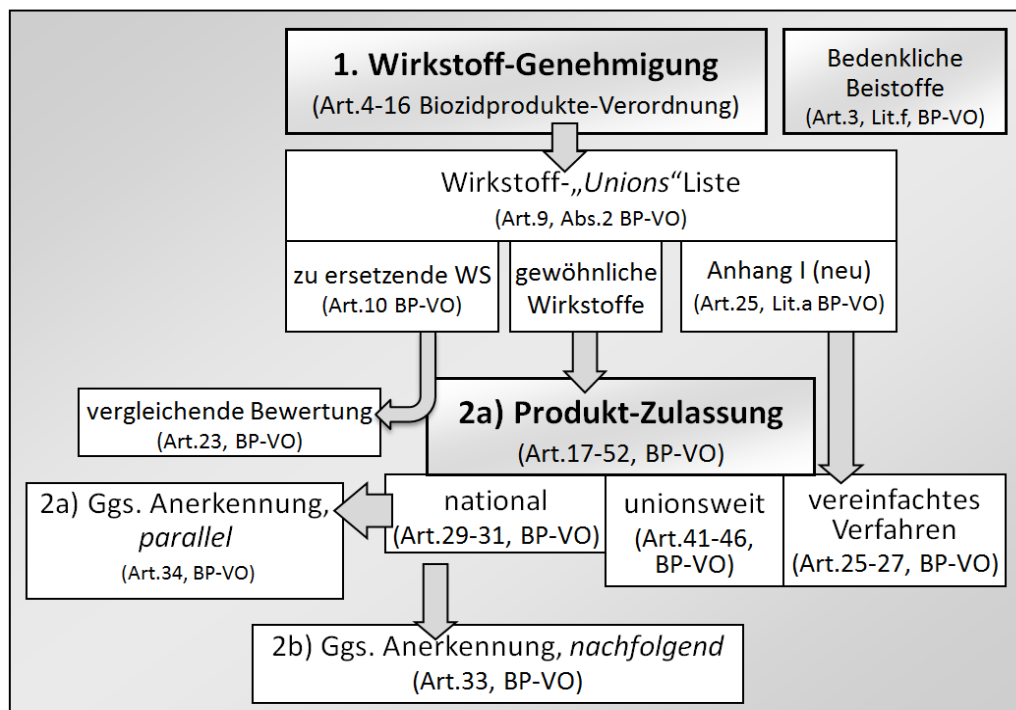 1. Wirkstoff-Genehmigung
(Art.4-16 Biozidprodukte-Verordnung)
Bedenkliche
Beistoffe
(Art.3, Lit.f, BP-VO)
Wirkstoff-„Unions“Liste
(Art.9, Abs.2 BP-VO)
zu ersetzende WS
(Art.10 BP-VO)
gewöhnliche
Wirkstoffe
Anhang I (neu)
(Art.25, Lit.a BP-VO)
vergleichende Bewertung
(Art.23, BP-VO)
2a) Produkt-Zulassung
(Art.17-52, BP-VO)
2a) Ggs. Anerkennung,
parallel
(Art.34, BP-VO)
national
(Art.29-31, BP-VO)
unionsweit
(Art.41-46,
BP-VO)
vereinfachtes
Verfahren
(Art.25-27, BP-VO)
2b) Ggs. Anerkennung, nachfolgend
(Art.33, BP-VO)